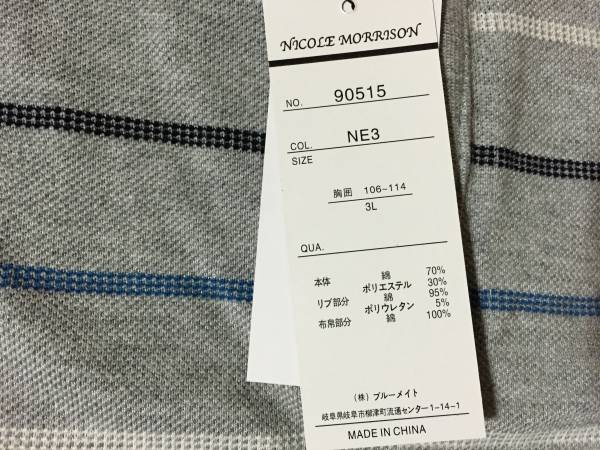 NICOLE MORRISON
NO. 90515
COL. NE3
SIZE
胸囲 106~114
3L
QUA.
本体 綿 70%
ポリエステル 30%
リブ部分 綿 95%
ポリウレタン 5%
布帛部分 綿 100%
(株) ブルーメイト
岐阜県岐阜市柳津町流通センター1-14-1
MADE IN CHINA